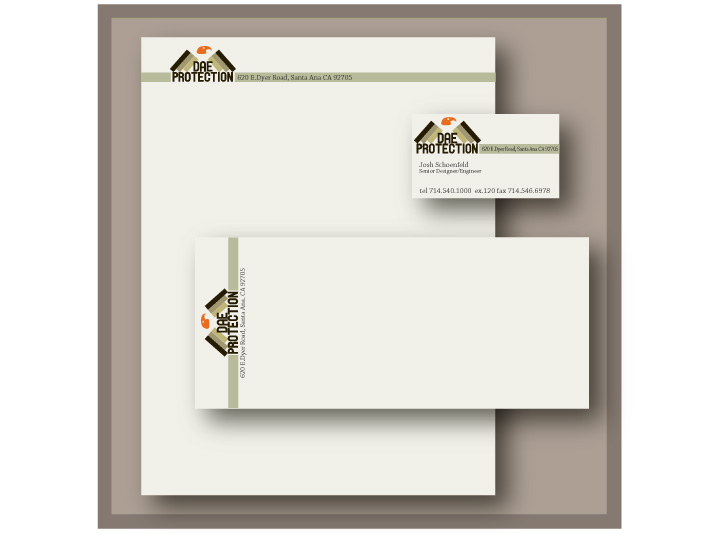 DAE
PROTECTION
620 E.Dyer Road, Santa Ana CA 92705
DAE
PROTECTION
620 E.Dyer Road, Santa Ana CA 92705
Josh Schoenfeld
Senior Designer/Engineer
tel 714.540.1000 ex.120 fax 714.546.6978
DAE
PROTECTION
620 E.Dyer Road, Santa Ana, CA 92705